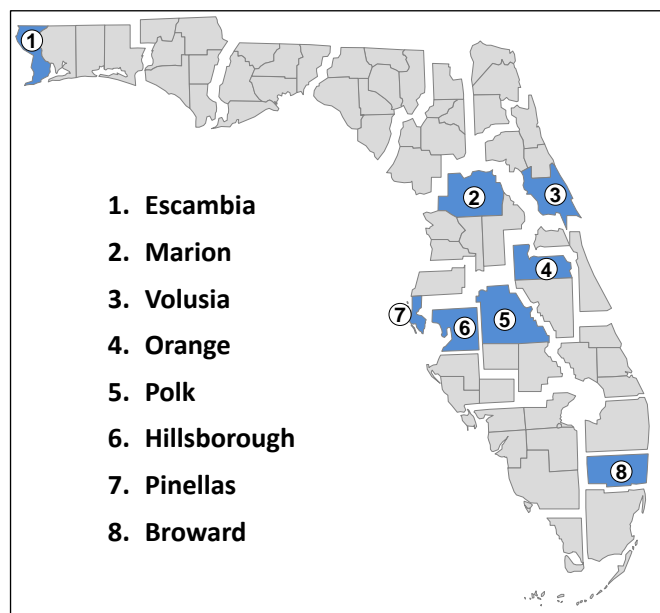 1. Escambia
2. Marion
3. Volusia
4. Orange
5. Polk
6. Hillsborough
7. Pinellas
8. Broward
1
2
3
4
7
6
5
8